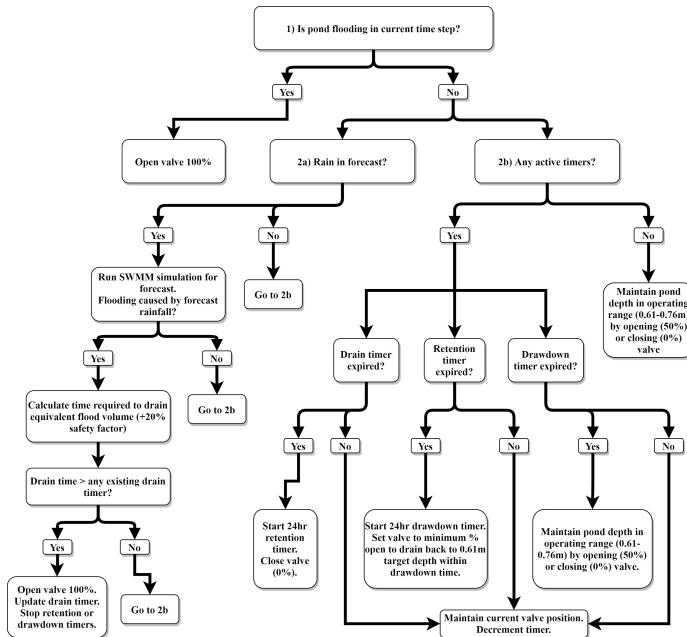 1) Is pond flooding in current time step?
Yes
No
Open valve 100%
2a) Rain in forecast?
2b) Any active timers?
Yes
No
Yes
No
Run SWMM simulation for
forecast.
Flooding caused by forecast
rainfall?
Go to 2b
Maintain pond
depth in operating
range (0.61-0.76m)
by opening (50%)
or closing (0%)
valve
Yes
No
Drain timer
expired?
Retention
timer
expired?
Drawdown
timer expired?
Calculate time required to drain
equivalent flood volume (+20%
safety factor)
Go to 2b
Yes
No
Yes
No
Yes
No
Drain time > any existing drain
timer?
Start 24hr
retention
timer.
Close valve
(0%).
Start 24hr drawdown timer.
Set valve to minimum %
open to drain back to 0.61m
target depth within
drawdown time.
Maintain pond depth in
operating range (0.61-
0.76m) by opening (50%)
or closing (0%) valve.
Yes
No
Open valve 100%.
Update drain timer.
Stop retention or
drawdown timers.
Go to 2b
Maintain current valve position.
Decrement timer.